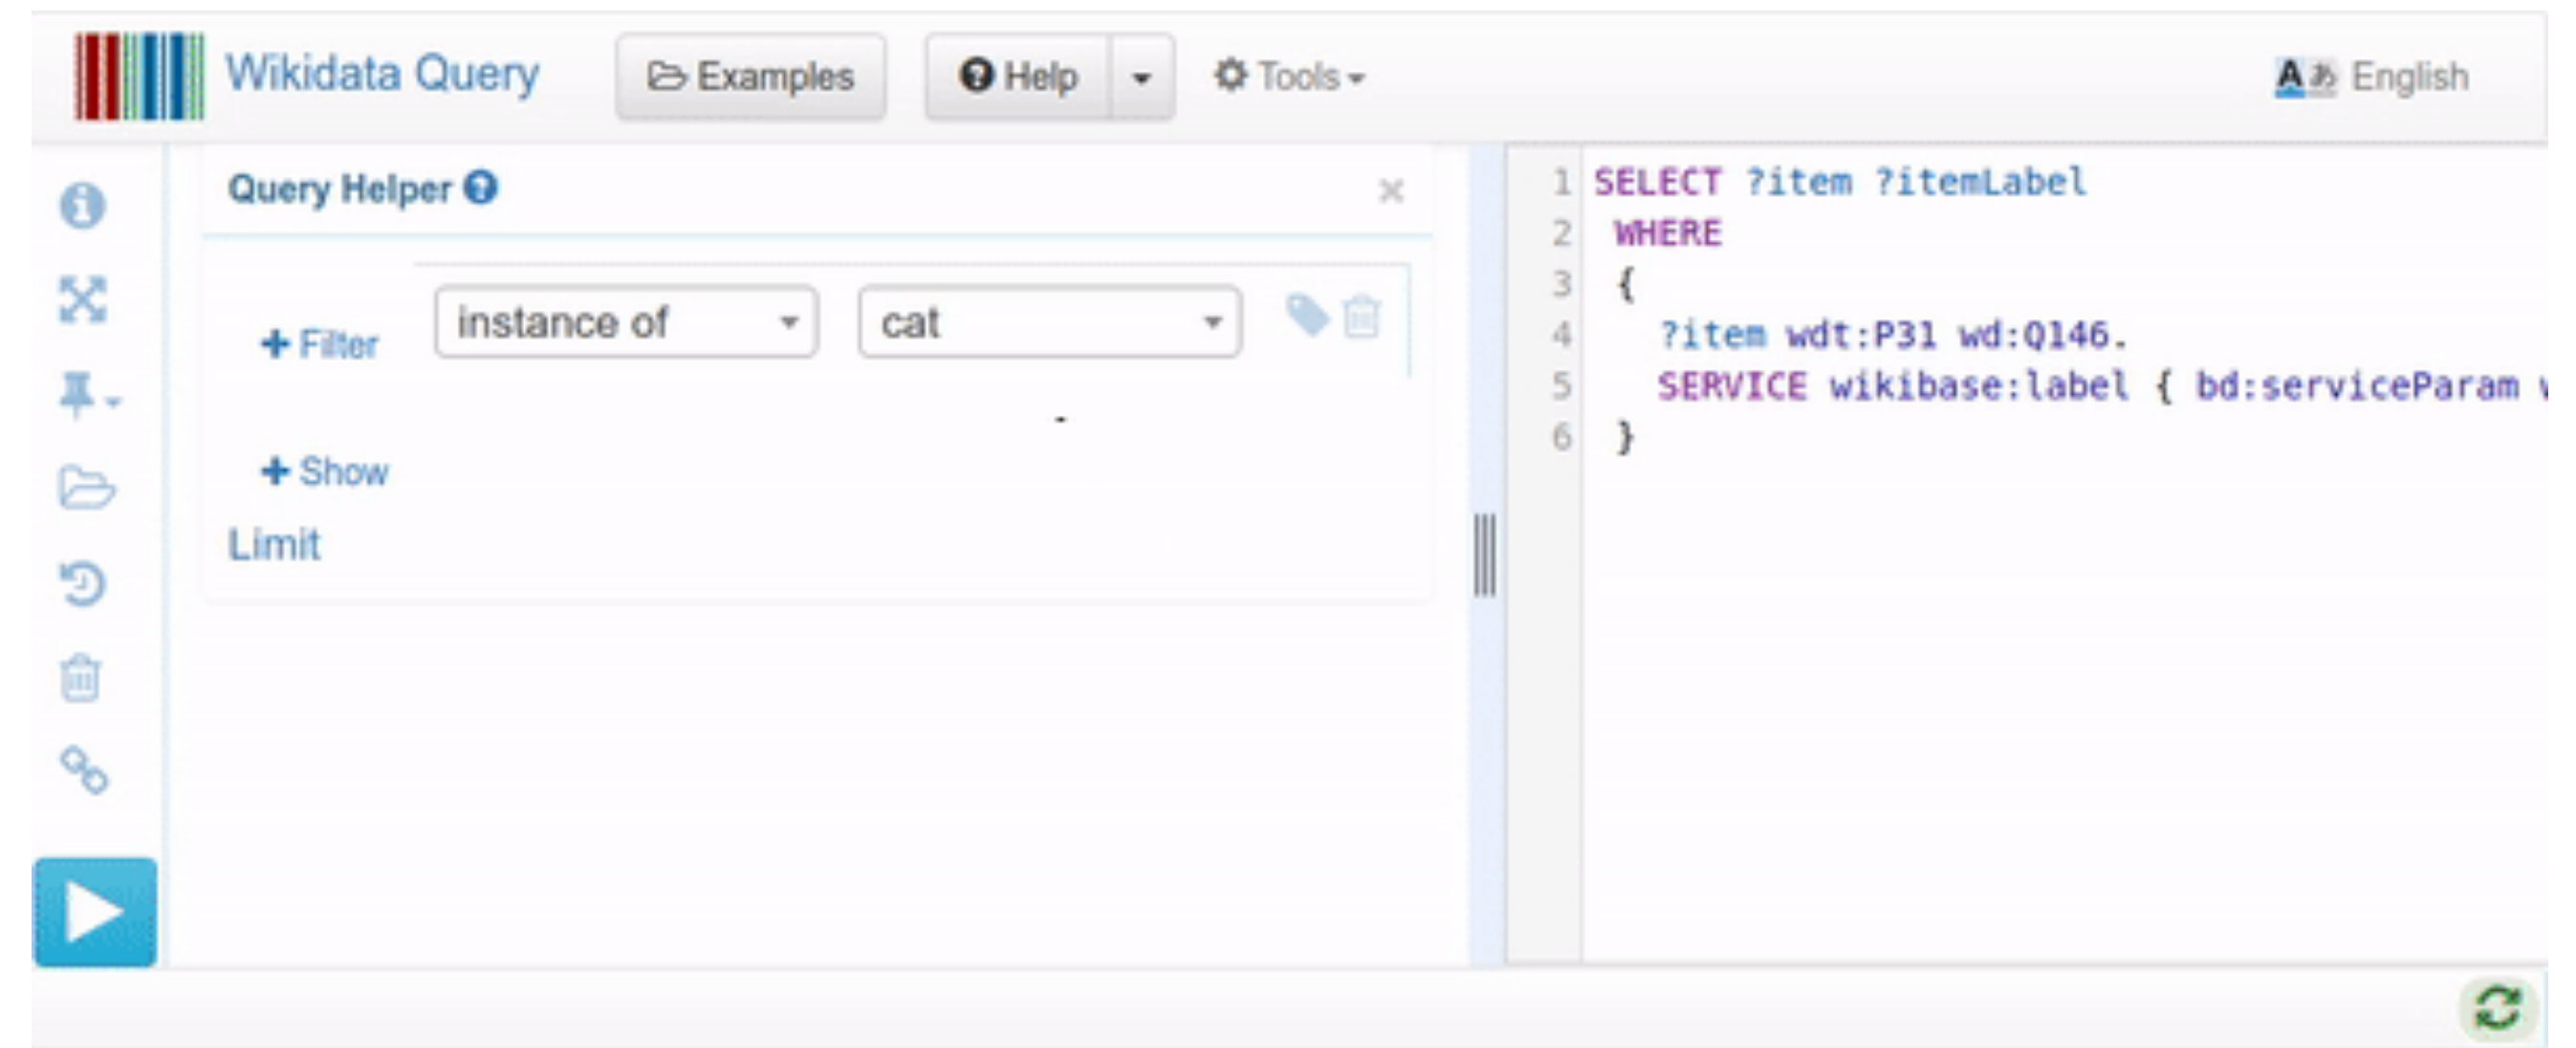 Wikidata Query Examples Help Tools A あ English
Query Helper
+ Filter instance of cat
+ Show
Limit
1 SELECT ?item ?itemLabel
2 WHERE
3 {
4 ?item wdt:P31 wd:Q146.
5 SERVICE wikibase:label { bd:serviceParam
6 }